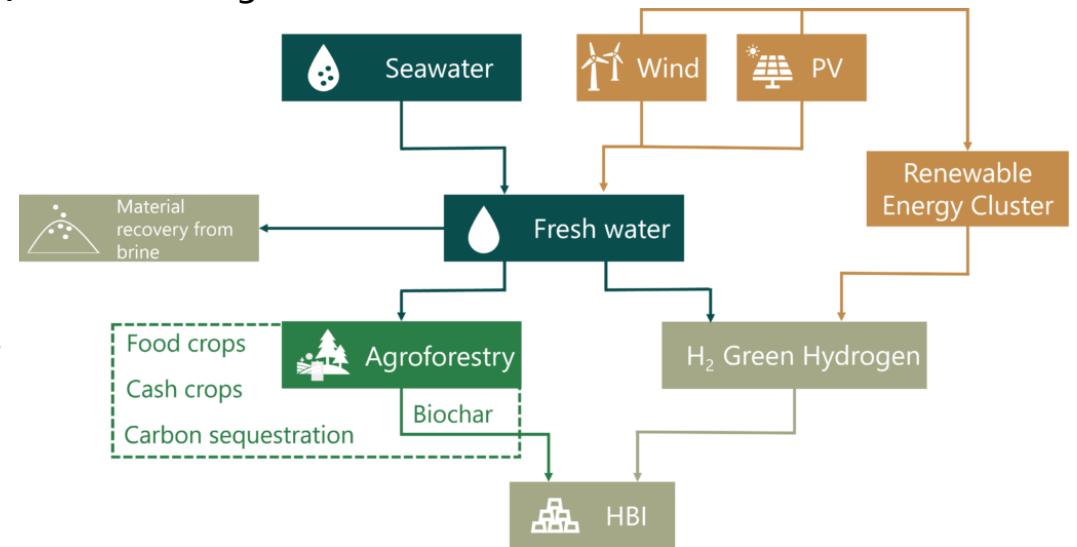 Seawater
Wind
PV
Renewable
Energy Cluster
Material
recovery from
brine
Fresh water
Food crops
Cash crops
Carbon sequestration
Agroforestry
Biochar
H₂ Green Hydrogen
HBI